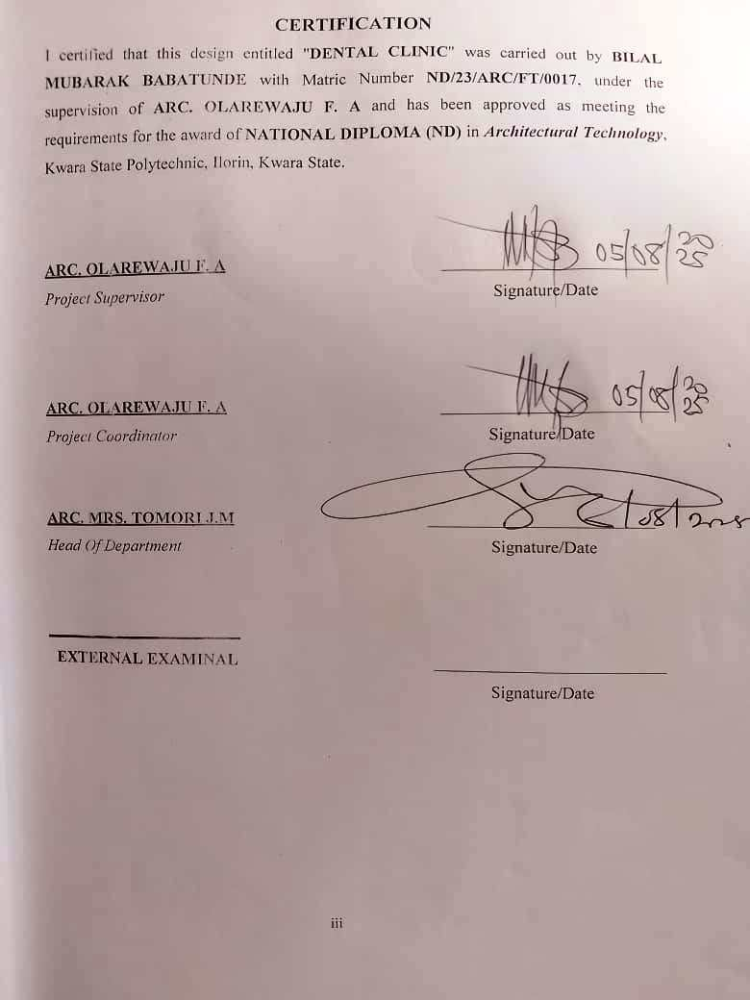 CERTIFICATION
I certified that this design entitled "DENTAL CLINIC" was carried out by BILAL
MUBARAK BABATUNDE with Matric Number ND/23/ARC/FT/0017, under the
supervision of ARC. OLAREWAJU F. A and has been approved as meeting the
requirements for the award of NATIONAL DIPLOMA (ND) in Architectural Technology,
Kwara State Polytechnic, Ilorin, Kwara State.
05/08/2025
ARC. OLAREWAJU F. A
Project Supervisor
Signature/Date
05/08/2025
ARC. OLAREWAJU F. A
Project Coordinator
Signature/Date
ARC. MRS. TOMORI J.M
/08/2025
Head Of Department
Signature/Date
EXTERNAL EXAMINAL
Signature/Date
iii